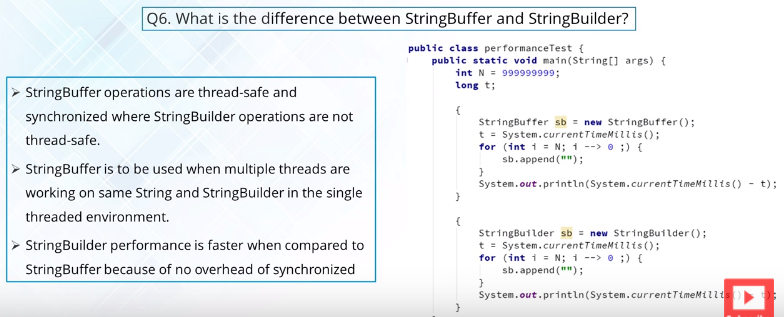 Q6. What is the difference between StringBuffer and StringBuilder?
➢ StringBuffer operations are thread-safe and
synchronized where StringBuilder operations are not
thread-safe.
➢ StringBuffer is to be used when multiple threads are
working on same String and StringBuilder in the single
threaded environment.
➢ StringBuilder performance is faster when compared to
StringBuffer because of no overhead of synchronized
public class performanceTest {
public static void main(String[] args) {
int N = 999999999;
long t;
{
StringBuffer sb = new StringBuffer();
t = System.currentTimeMillis();
for (int i = N; i --> 0 ;) {
sb.append("");
}
System.out.println(System.currentTimeMillis() - t);
}
{
StringBuilder sb = new StringBuilder();
t = System.currentTimeMillis();
for (int i = N; i --> 0 ;) {
sb.append("");
}
System.out.println(System.currentTimeMillis() - t);
}